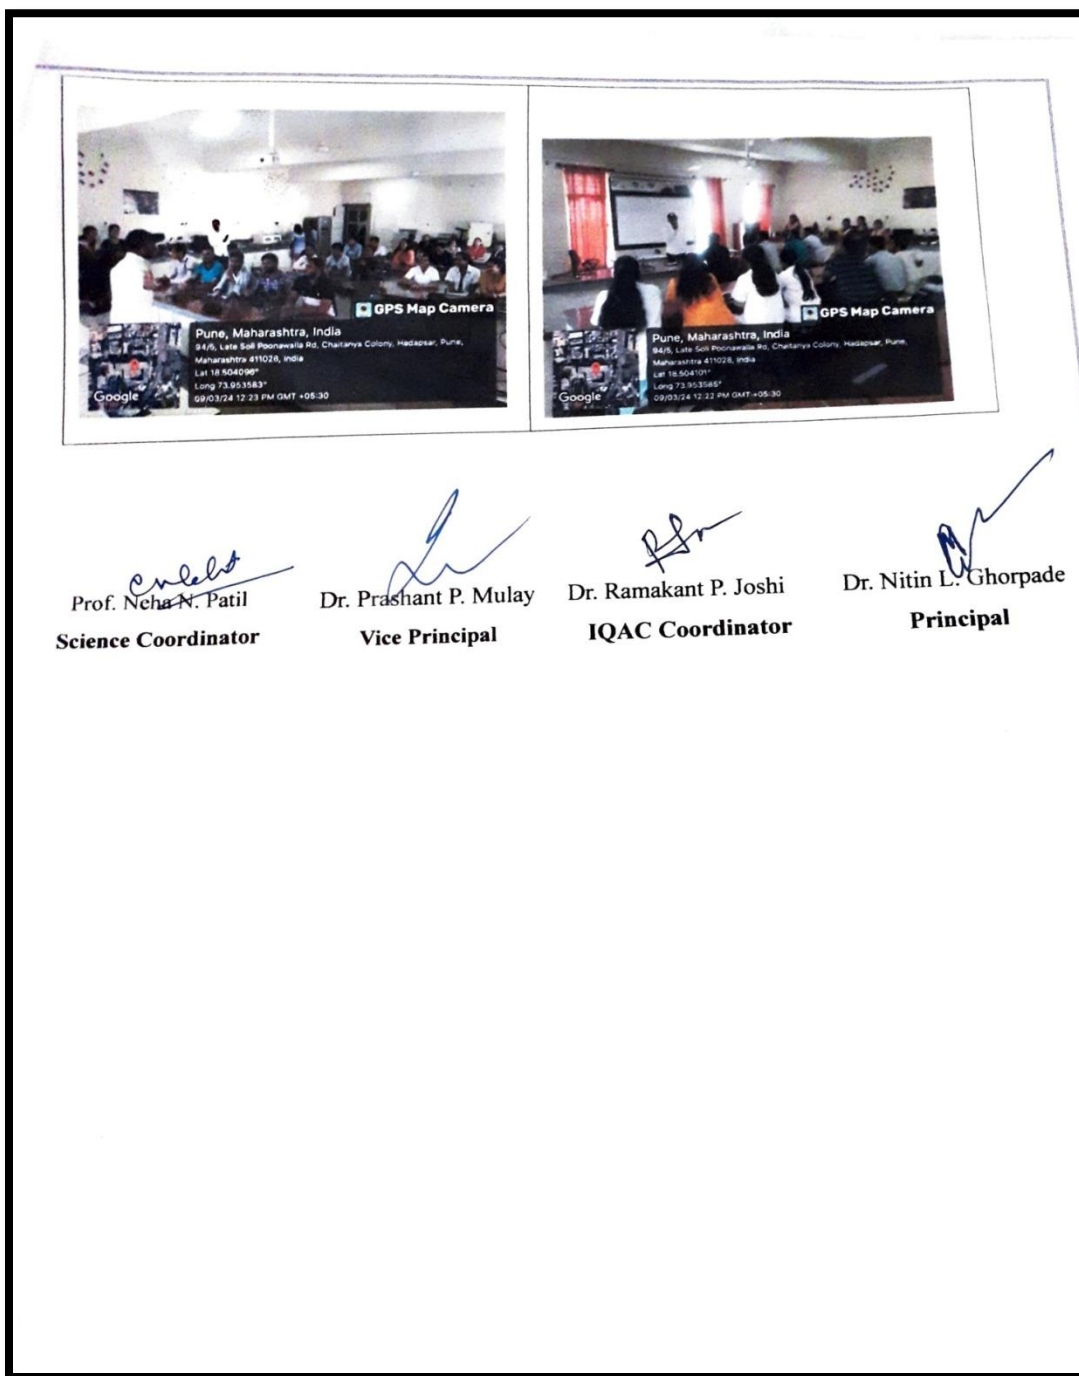 GPS Map Camera
Pune, Maharashtra, India
94/5, Late Soli Poonawalla Rd, Chaitanya Colony, Hadapsar, Pune,
Maharashtra 411028, India
Lat 18.504096°
Long 73.953583°
09/03/24 12:23 PM GMT +05:30
Google
GPS Map Camera
Pune, Maharashtra, India
94/5, Late Soli Poonawalla Rd, Chaitanya Colony, Hadapsar, Pune,
Maharashtra 411028, India
Lat 18.504101°
Long 73.953585°
09/03/24 12:22 PM GMT +05:30
Google
Prof. Neha N. Patil
Dr. Prashant P. Mulay
Dr. Ramakant P. Joshi
Dr. Nitin L. Ghorpade
Science Coordinator
Vice Principal
IQAC Coordinator
Principal